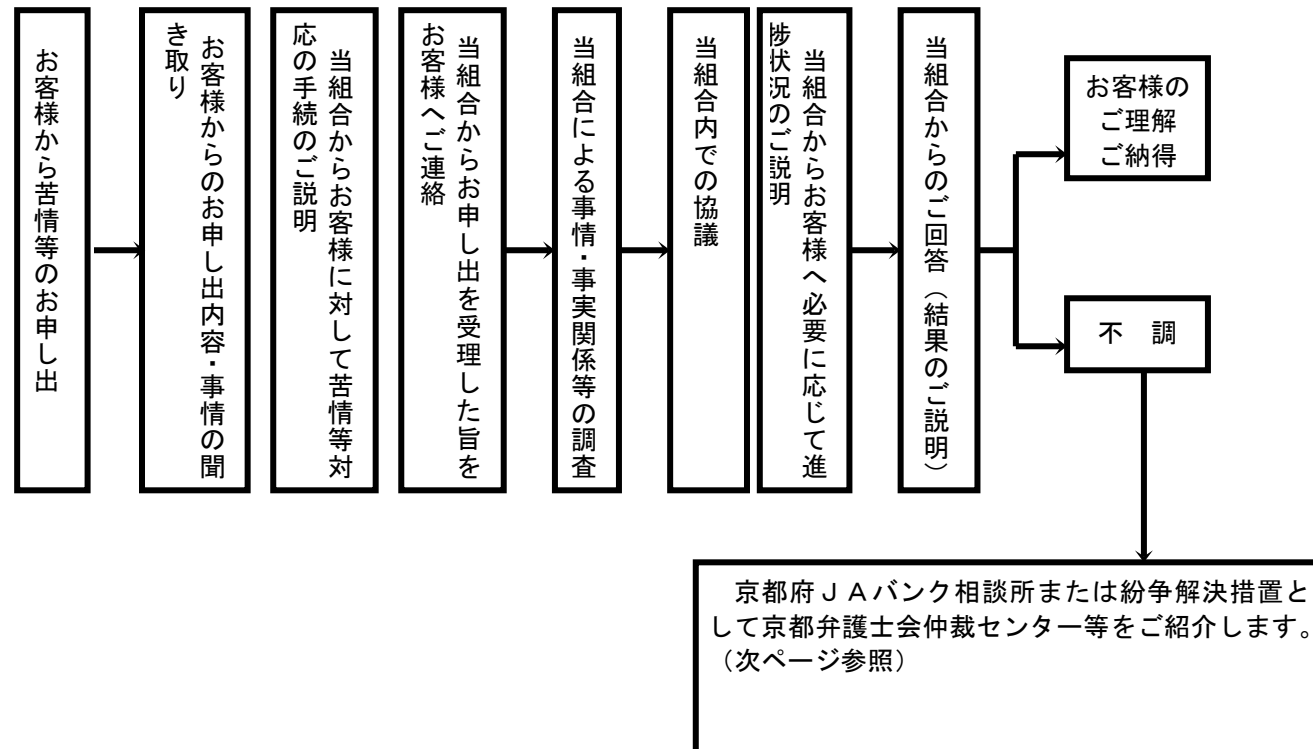 お客様から苦情等のお申し出
お客様からのお申し出内容・事情の聞
き取り
当組合からお客様に対して苦情等対
応の手続のご説明
当組合からお申し出を受理した旨を
お客様へご連絡
当組合による事情・事実関係等の調査
当組合内での協議
当組合からお客様へ必要に応じて進
捗状況のご説明
当組合からのご回答（結果のご説明）
お客様の
ご理解
ご納得
不　調
京都府ＪＡバンク相談所または紛争解決措置と
して京都弁護士会仲裁センター等をご紹介します。
（次ページ参照）